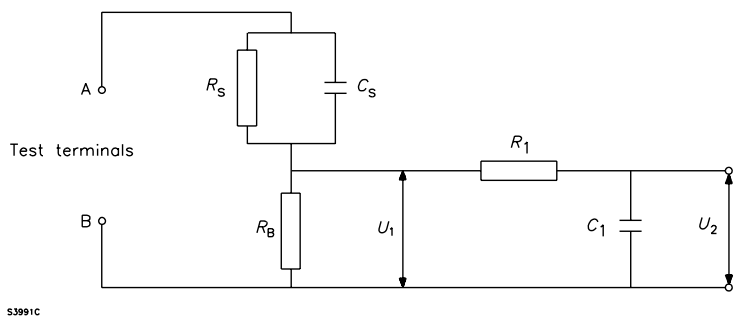 A
Test terminals
B
Rs
Cs
RB
U1
R1
C1
U2
S3991C